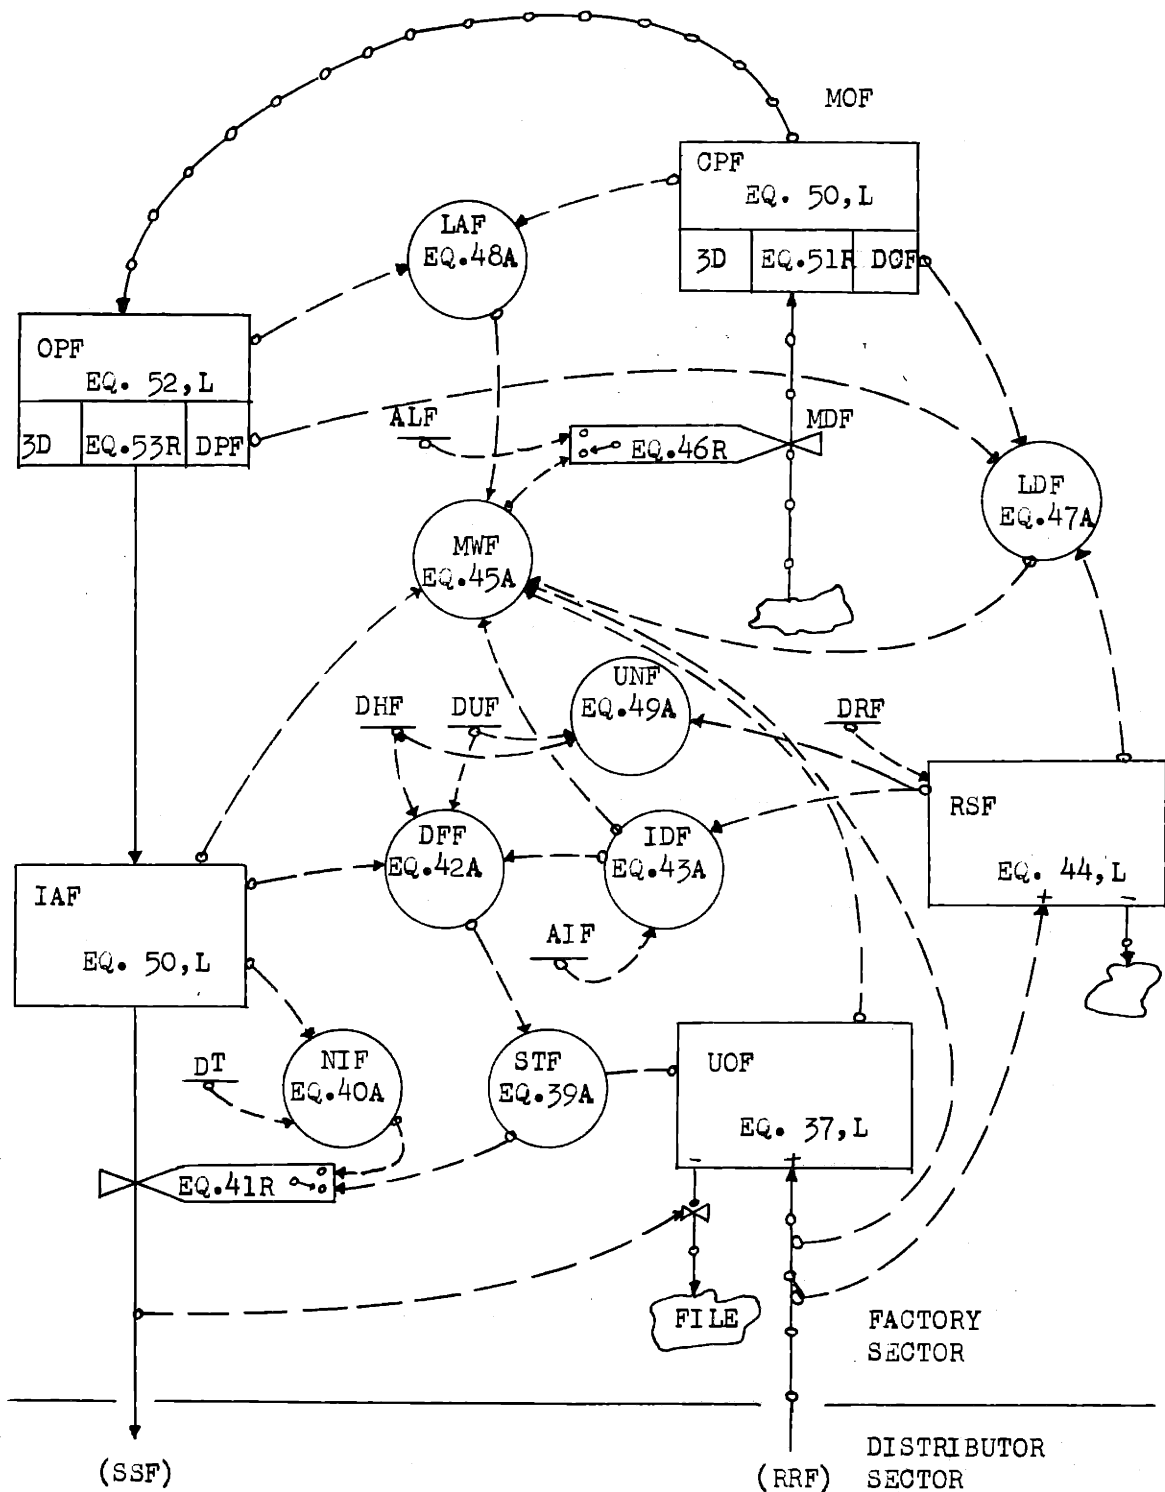 MOF
CPF
EQ. 50,L
3D EQ.51R DCF
LAF
EQ.48A
OPF
EQ. 52,L
3D EQ.53R DPF
ALF
MDF
EQ.46R
LDF
EQ.47A
MWF
EQ.45A
UNF
EQ.49A
DHF
DUF
DRF
RSF
EQ. 44,L
+ -
DFF
EQ.42A
IDF
EQ.43A
IAF
EQ. 50,L
AIF
NIF
EQ.40A
DT
STF
EQ.39A
UOF
EQ. 37,L
- +
EQ.41R
FILE
FACTORY
SECTOR
DISTRIBUTOR
SECTOR
(SSF)
(RRF)